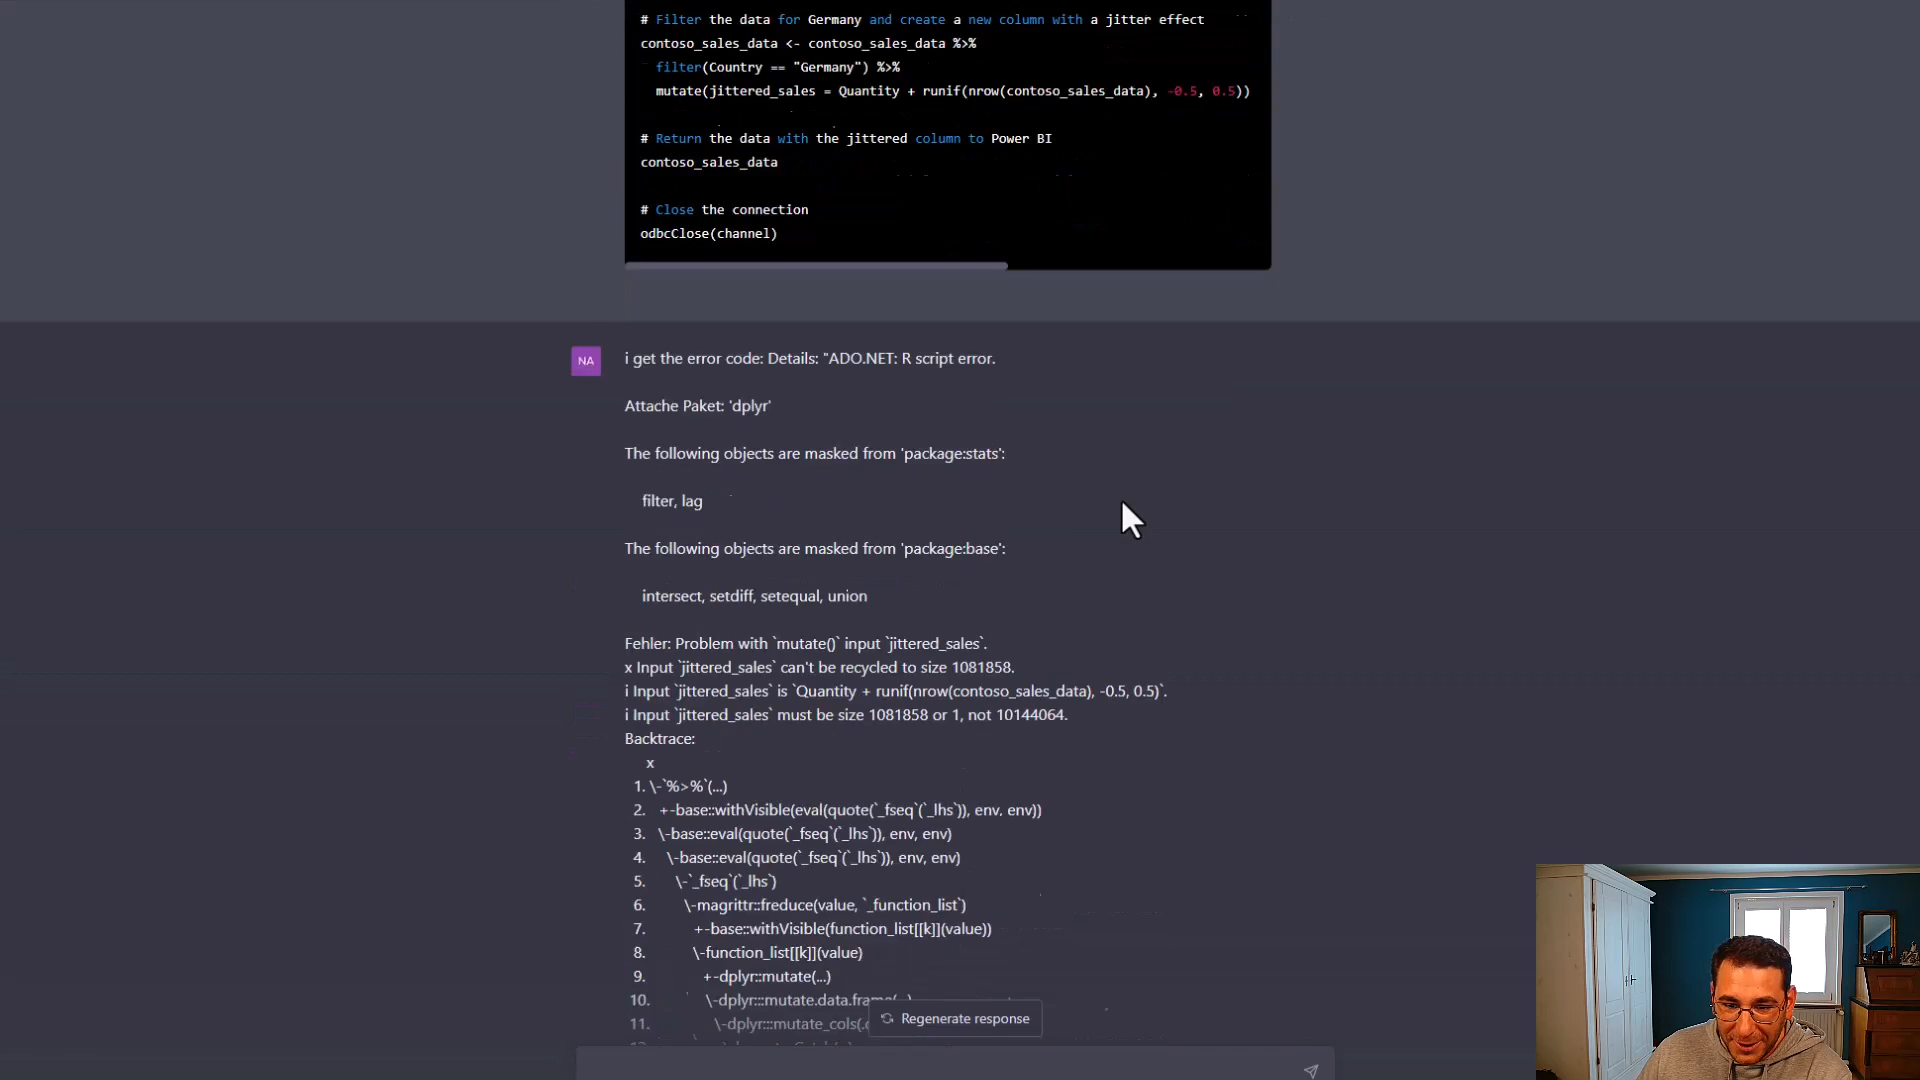 # Filter the data for Germany and create a new column with a jitter effect
contoso_sales_data <- contoso_sales_data %>%
filter(Country == "Germany") %>%
mutate(jittered_sales = Quantity + runif(nrow(contoso_sales_data), -0.5, 0.5))
# Return the data with the jittered column to Power BI
contoso_sales_data
# Close the connection
odbcClose(channel)
NA
i get the error code: Details: "ADO.NET: R script error.
Attache Paket: 'dplyr'
The following objects are masked from 'package:stats':
filter, lag
The following objects are masked from 'package:base':
intersect, setdiff, setequal, union
Fehler: Problem with `mutate()` input `jittered_sales`.
x Input `jittered_sales` can't be recycled to size 1081858.
i Input `jittered_sales` is `Quantity + runif(nrow(contoso_sales_data), -0.5, 0.5)`.
i Input `jittered_sales` must be size 1081858 or 1, not 10144064.
Backtrace:
x
1. \-`%>%`(...)
2. +-base::withVisible(eval(quote(`_fseq`(`_lhs`)), env. env))
3. \-base::eval(quote(`_fseq`(`_lhs`)), env, env)
4. \-base::eval(quote(`_fseq`(`_lhs`)), env, env)
5. \-`_fseq`(`_lhs`)
6. \-magrittr::freduce(value, `_function_list`)
7. +-base::withVisible(function_list[[k]](value))
8. \-function_list[[k]](value)
9. +-dplyr::mutate(...)
10. \-dplyr:::mutate.data.frame(...)
11. \-dplyr:::mutate_cols(.
Regenerate response